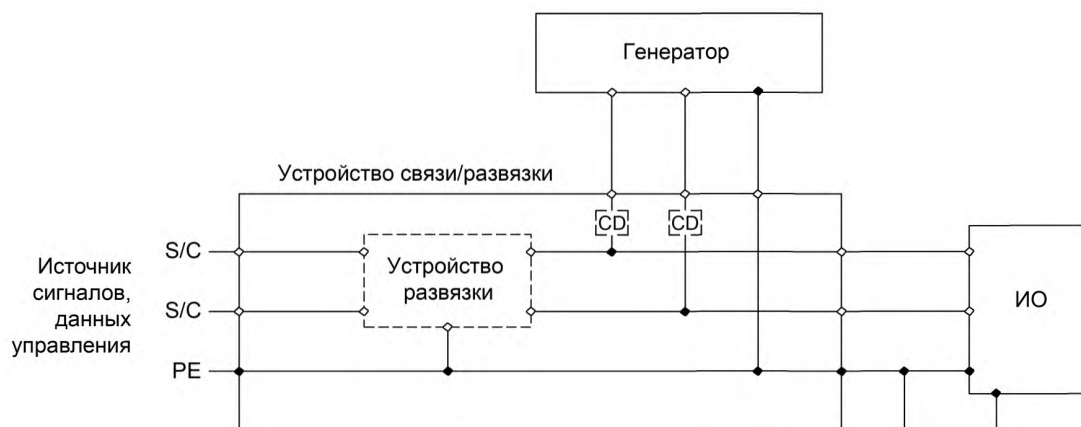 Генератор
Устройство связи/развязки
CD
CD
S/C
Источник
сигналов,
данных
управления
S/C
PE
Устройство
развязки
ИО